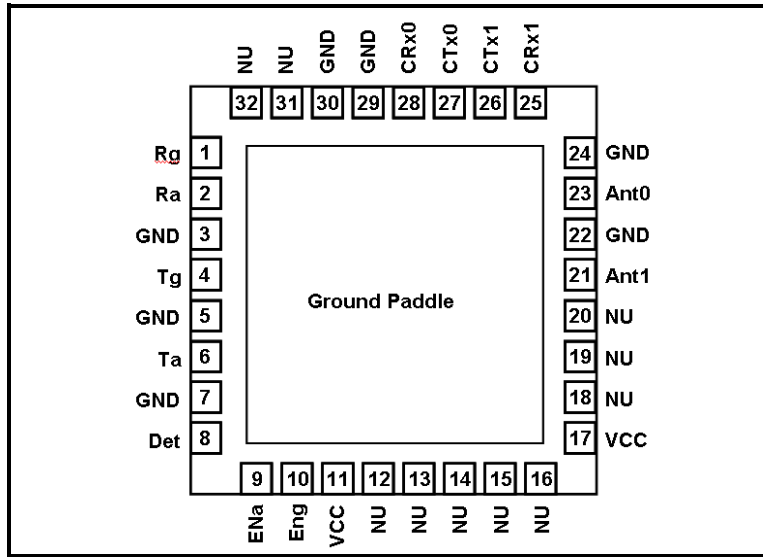 NU NU GND GND CRx0 CTx0 CTx1 CRx1
32 31 30 29 28 27 26 25
Rg 1 24 GND
Ra 2 23 Ant0
GND 3 22 GND
Tg 4 21 Ant1
Ground Paddle
GND 5 20 NU
Ta 6 19 NU
GND 7 18 NU
Det 8 17 VCC
9 10 11 12 13 14 15 16
ENa Eng VCC NU NU NU NU NU